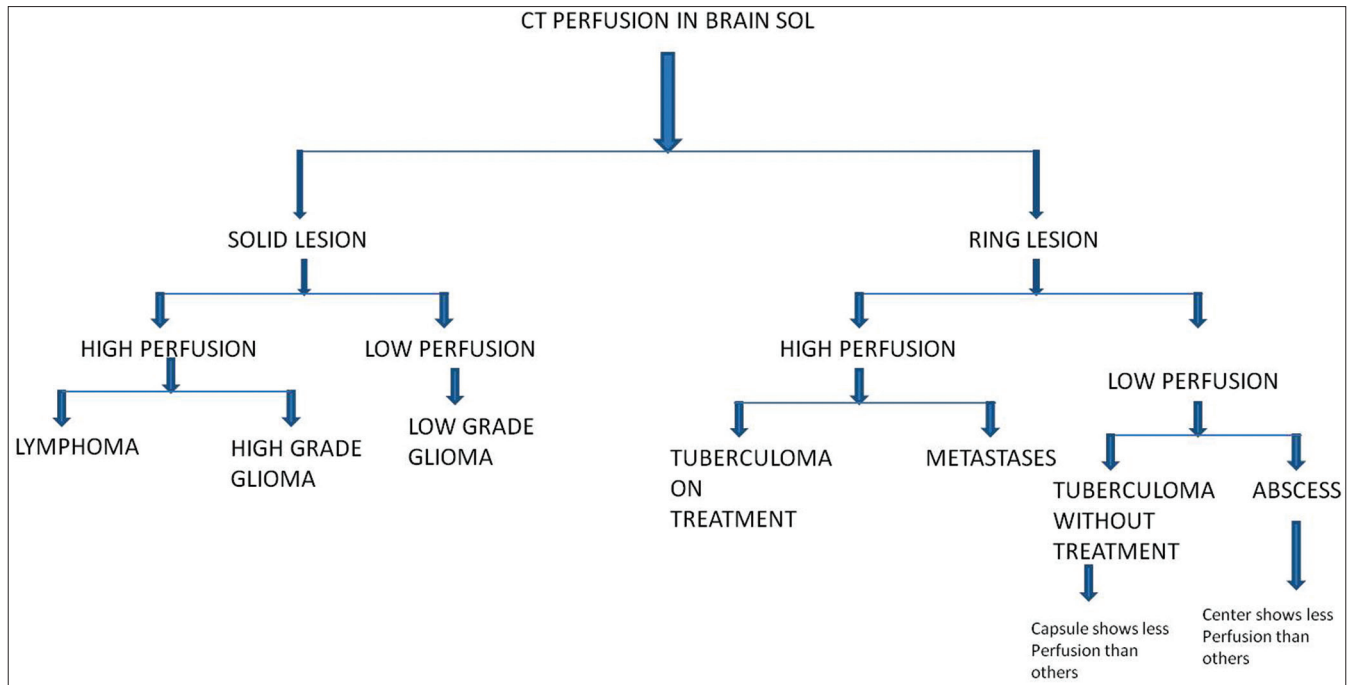 CT PERFUSION IN BRAIN SOL
SOLID LESION
RING LESION
HIGH PERFUSION
LOW PERFUSION
HIGH PERFUSION
LOW PERFUSION
LYMPHOMA
HIGH GRADE
GLIOMA
LOW GRADE
GLIOMA
TUBERCULOMA
ON
TREATMENT
METASTASES
TUBERCULOMA
WITHOUT
TREATMENT
ABSCESS
Capsule shows less
Perfusion than
others
Center shows less
Perfusion than
others